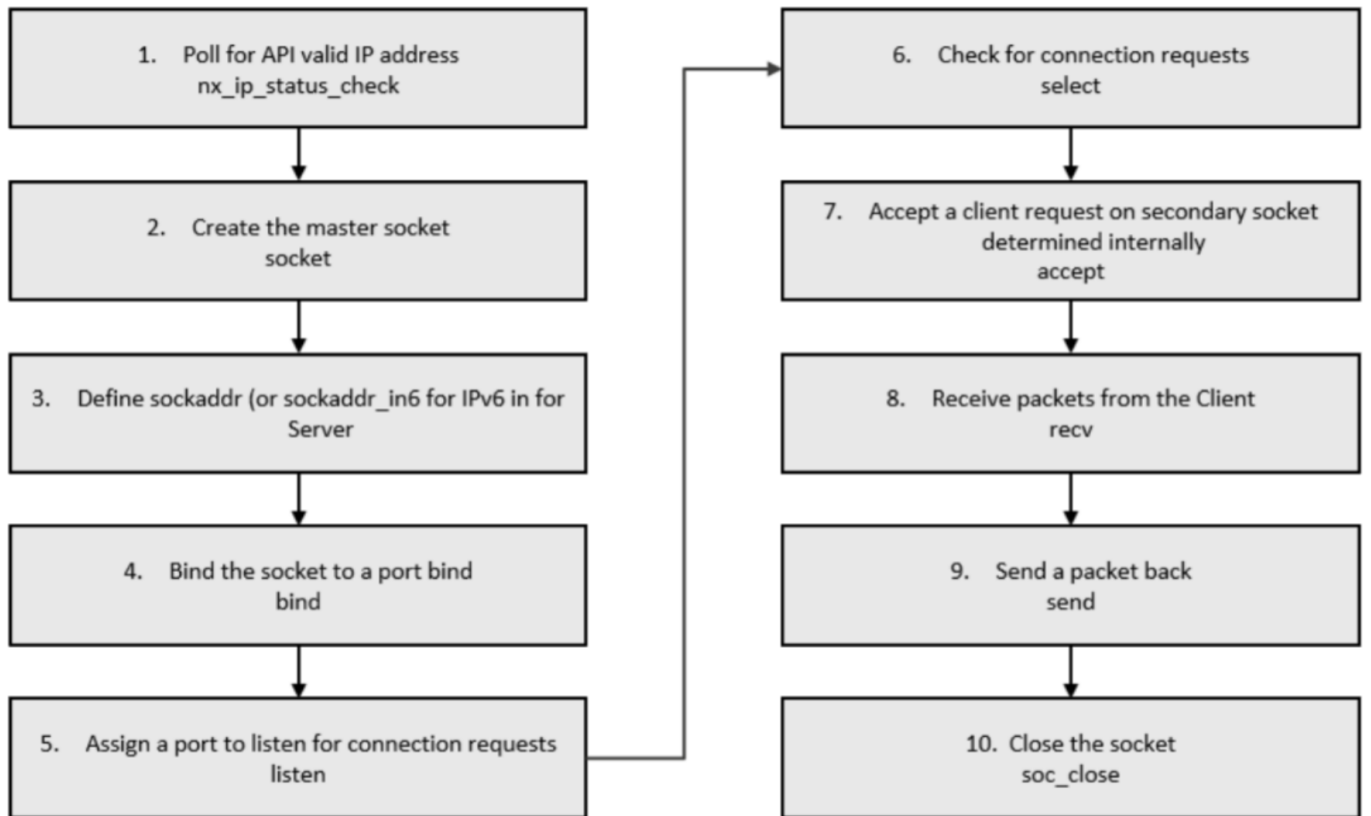 1. Poll for API valid IP address
nx_ip_status_check
2. Create the master socket
socket
3. Define sockaddr (or sockaddr_in6 for IPv6 in for
Server
4. Bind the socket to a port bind
bind
5. Assign a port to listen for connection requests
listen
6. Check for connection requests
select
7. Accept a client request on secondary socket
determined internally
accept
8. Receive packets from the Client
recv
9. Send a packet back
send
10. Close the socket
soc_close